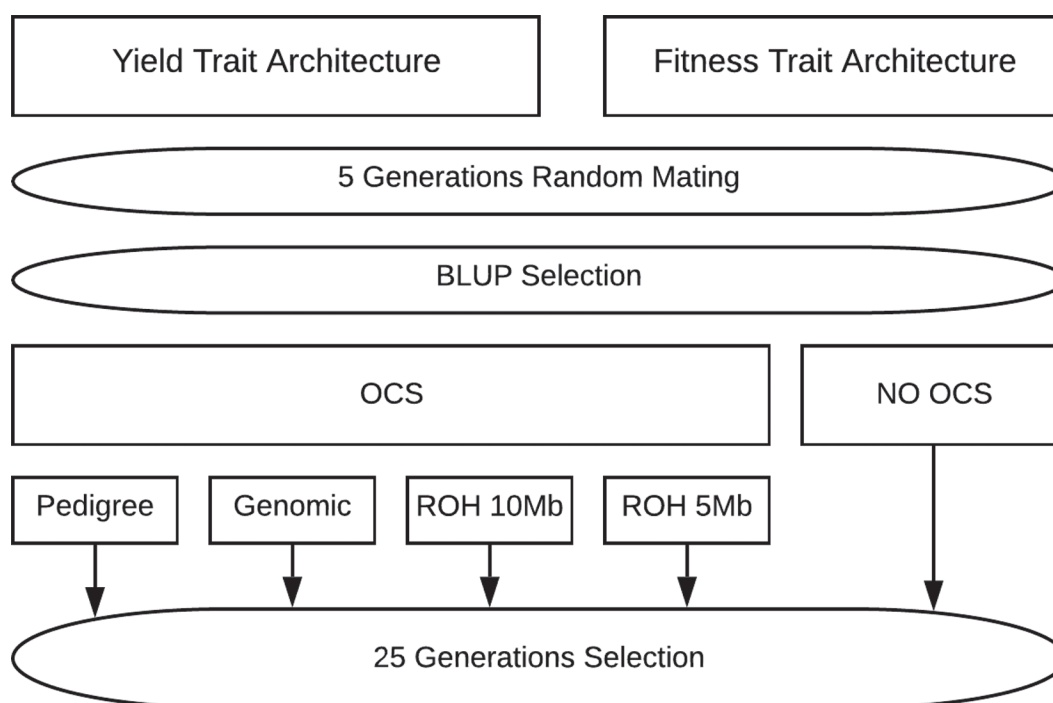 Yield Trait Architecture
Fitness Trait Architecture
5 Generations Random Mating
BLUP Selection
OCS
NO OCS
Pedigree
Genomic
ROH 10Mb
ROH 5Mb
25 Generations Selection